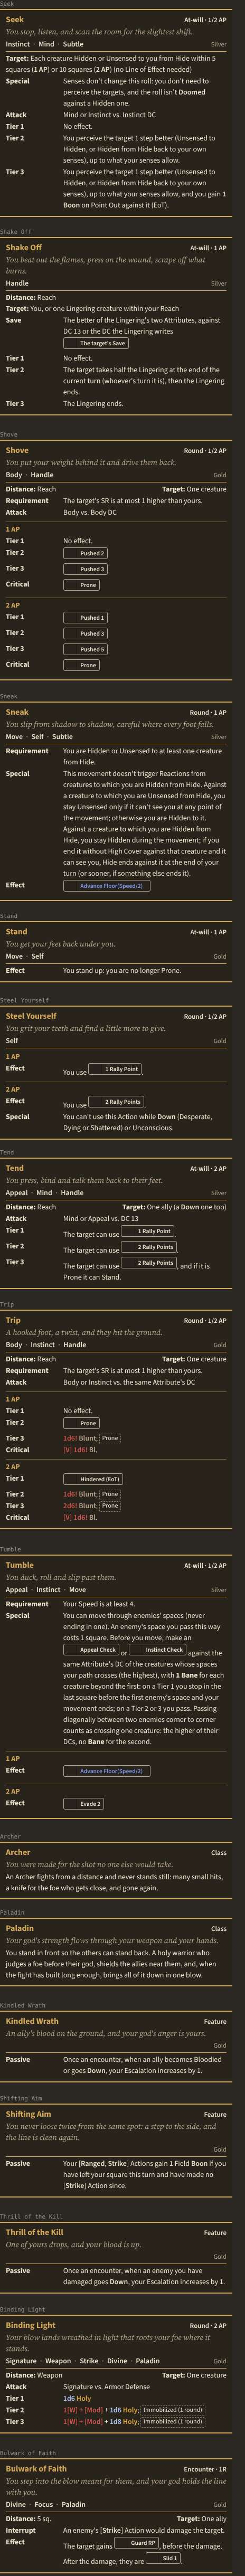 Seek
Seek At-will · 1/2 AP
You stop, listen, and scan the room for the slightest shift.
Instinct · Mind · Subtle Silver
Target: Each creature Hidden or Unsensed to you from Hide within 5
squares (1 AP) or 10 squares (2 AP) (no Line of Effect needed)
Special Senses don't change this roll: you don't need to
perceive the targets, and the roll isn't Doomed
against a Hidden one.
Attack Mind or Instinct vs. Instinct DC
Tier 1 No effect.
Tier 2 You perceive the target 1 step better (Unsensed to
Hidden, or Hidden from Hide back to your own
senses), up to what your senses allow.
Tier 3 You perceive the target 1 step better (Unsensed to
Hidden, or Hidden from Hide back to your own
senses), up to what your senses allow, and you gain 1
Boon on Point Out against it (EoT).
Shake Off
Shake Off At-will · 1 AP
You beat out the flames, press on the wound, scrape off what
burns.
Handle Silver
Distance: Reach
Target: You, or one Lingering creature within your Reach
Save The better of the Lingering's two Attributes, against
DC 13 or the DC the Lingering writes
The target's Save
Tier 1 No effect.
Tier 2 The target takes half the Lingering at the end of the
current turn (whoever's turn it is), then the Lingering
ends.
Tier 3 The Lingering ends.
Shove
Shove Round · 1/2 AP
You put your weight behind it and drive them back.
Body · Handle Gold
Distance: Reach Target: One creature
Requirement The target's SR is at most 1 higher than yours.
Attack Body vs. Body DC
1 AP
Tier 1 No effect.
Tier 2 Pushed 2
Tier 3 Pushed 3
Critical Prone
2 AP
Tier 1 Pushed 1
Tier 2 Pushed 3
Tier 3 Pushed 5
Critical Prone
Sneak
Sneak Round · 1 AP
You slip from shadow to shadow, careful where every foot falls.
Move · Self · Subtle Silver
Requirement You are Hidden or Unsensed to at least one creature
from Hide.
Special This movement doesn't trigger Reactions from
creatures to which you are Hidden from Hide. Against
a creature to which you are Unsensed from Hide, you
stay Unsensed only if it can't see you at any point of
the movement; otherwise you are Hidden to it.
Against a creature to which you are Hidden from
Hide, you stay Hidden during the movement; if you
end it without High Cover against that creature and it
can see you, Hide ends against it at the end of your
turn (or sooner, if something else ends it).
Effect Advance Floor(Speed/2)
Stand
Stand At-will · 1 AP
You get your feet back under you.
Move · Self Gold
Effect You stand up: you are no longer Prone.
Steel Yourself
Steel Yourself Round · 1/2 AP
You grit your teeth and find a little more to give.
Self Gold
1 AP
Effect You use 1 Rally Point.
2 AP
Effect You use 2 Rally Points.
Special You can't use this Action while Down (Desperate,
Dying or Shattered) or Unconscious.
Tend
Tend At-will · 2 AP
You press, bind and talk them back to their feet.
Appeal · Mind · Handle Silver
Distance: Reach Target: One ally (a Down one too)
Attack Mind or Appeal vs. DC 13
Tier 1 The target can use 1 Rally Point.
Tier 2 The target can use 2 Rally Points.
Tier 3 The target can use 2 Rally Points, and if it is
Prone it can Stand.
Trip
Trip Round · 1/2 AP
A hooked foot, a twist, and they hit the ground.
Body · Instinct · Handle Gold
Distance: Reach Target: One creature
Requirement The target's SR is at most 1 higher than yours.
Attack Body or Instinct vs. the same Attribute's DC
1 AP
Tier 1 No effect.
Tier 2 Prone
Tier 3 1d6! Blunt; Prone
Critical [V] 1d6! Bl.
2 AP
Tier 1 Hindered (EoT)
Tier 2 1d6! Blunt; Prone
Tier 3 2d6! Blunt; Prone
Critical [V] 1d6! Bl.
Tumble
Tumble At-will · 1/2 AP
You duck, roll and slip past them.
Appeal · Instinct · Move Silver
Requirement Your Speed is at least 4.
Special You can move through enemies' spaces (never
ending in one). An enemy's space you pass this way
costs 1 square. Before you move, make an
Appeal Check or Instinct Check against the
same Attribute's DC of the creatures whose spaces
your path crosses (the highest), with 1 Bane for each
creature beyond the first: on a Tier 1 you stop in the
last square before the first enemy's space and your
movement ends; on a Tier 2 or 3 you pass. Passing
diagonally between two enemies corner to corner
counts as crossing one creature: the higher of their
DCs, no Bane for the second.
1 AP
Effect Advance Floor(Speed/2)
2 AP
Effect Evade 2
Archer
Archer Class
You were made for the shot no one else would take.
An Archer fights from a distance and never stands still: many small hits,
a knife for the foe who gets close, and gone again.
Paladin
Paladin Class
Your god's strength flows through your weapon and your hands.
You stand in front so the others can stand back. A holy warrior who
judges a foe before their god, shields the allies near them, and, when
the fight has built long enough, brings all of it down in one blow.
Kindled Wrath
Kindled Wrath Feature
An ally's blood on the ground, and your god's anger is yours.
Gold
Passive Once an encounter, when an ally becomes Bloodied
or goes Down, your Escalation increases by 1.
Shifting Aim
Shifting Aim Feature
You never loose twice from the same spot: a step to the side, and
the line is clean again.
Gold
Passive Your [Ranged, Strike] Actions gain 1 Field Boon if you
have left your square this turn and have made no
[Strike] Action since.
Thrill of the Kill
Thrill of the Kill Feature
One of yours drops, and your blood is up.
Gold
Passive Once an encounter, when an enemy you have
damaged goes Down, your Escalation increases by 1.
Binding Light
Binding Light Round · 2 AP
Your blow lands wreathed in light that roots your foe where it
stands.
Signature · Weapon · Strike · Divine · Paladin Gold
Distance: Weapon Target: One creature
Attack Signature vs. Armor Defense
Tier 1 1d6 Holy
Tier 2 1[W] + [Mod] + 1d6 Holy; Immobilized (1 round)
Tier 3 1[W] + [Mod] + 1d8 Holy; Immobilized (1 round)
Bulwark of Faith
Bulwark of Faith Encounter · 1R
You step into the blow meant for them, and your god holds the line
with you.
Divine · Focus · Paladin Gold
Distance: 5 sq. Target: One ally
Interrupt An enemy's [Strike] Action would damage the target.
Effect The target gains Guard RP, before the damage.
After the damage, they are Slid 1.